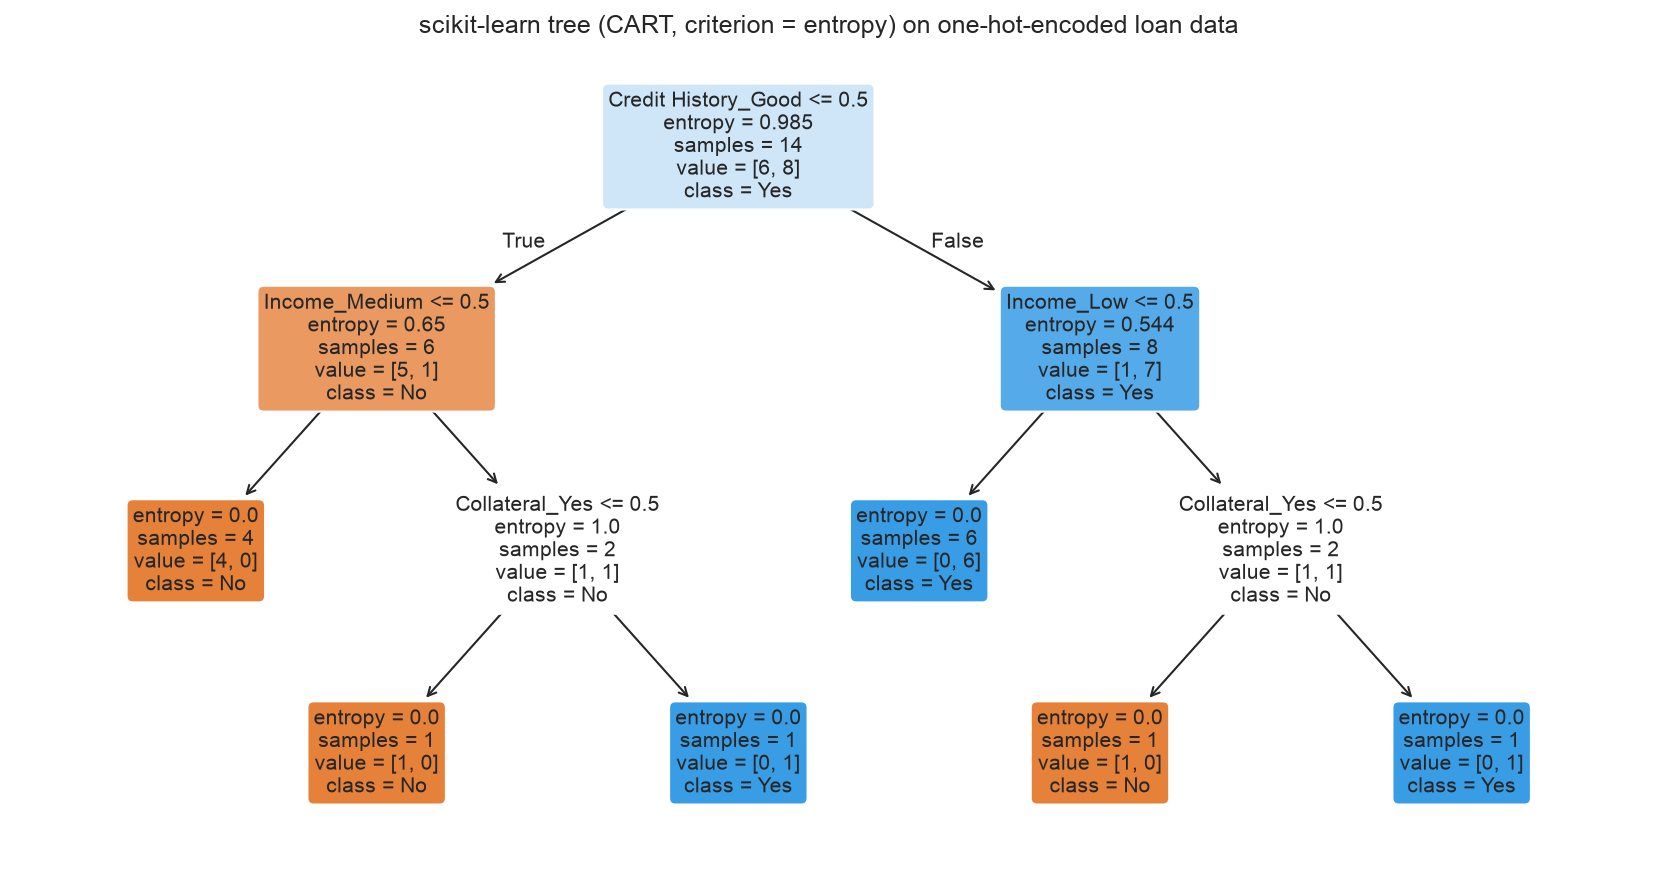 scikit-learn tree (CART, criterion = entropy) on one-hot-encoded loan data
Credit History_Good <= 0.5
entropy = 0.985
samples = 14
value = [6, 8]
class = Yes
True
False
Income_Medium <= 0.5
entropy = 0.65
samples = 6
value = [5, 1]
class = No
Income_Low <= 0.5
entropy = 0.544
samples = 8
value = [1, 7]
class = Yes
entropy = 0.0
samples = 4
value = [4, 0]
class = No
Collateral_Yes <= 0.5
entropy = 1.0
samples = 2
value = [1, 1]
class = No
entropy = 0.0
samples = 6
value = [0, 6]
class = Yes
Collateral_Yes <= 0.5
entropy = 1.0
samples = 2
value = [1, 1]
class = No
entropy = 0.0
samples = 1
value = [1, 0]
class = No
entropy = 0.0
samples = 1
value = [0, 1]
class = Yes
entropy = 0.0
samples = 1
value = [1, 0]
class = No
entropy = 0.0
samples = 1
value = [0, 1]
class = Yes